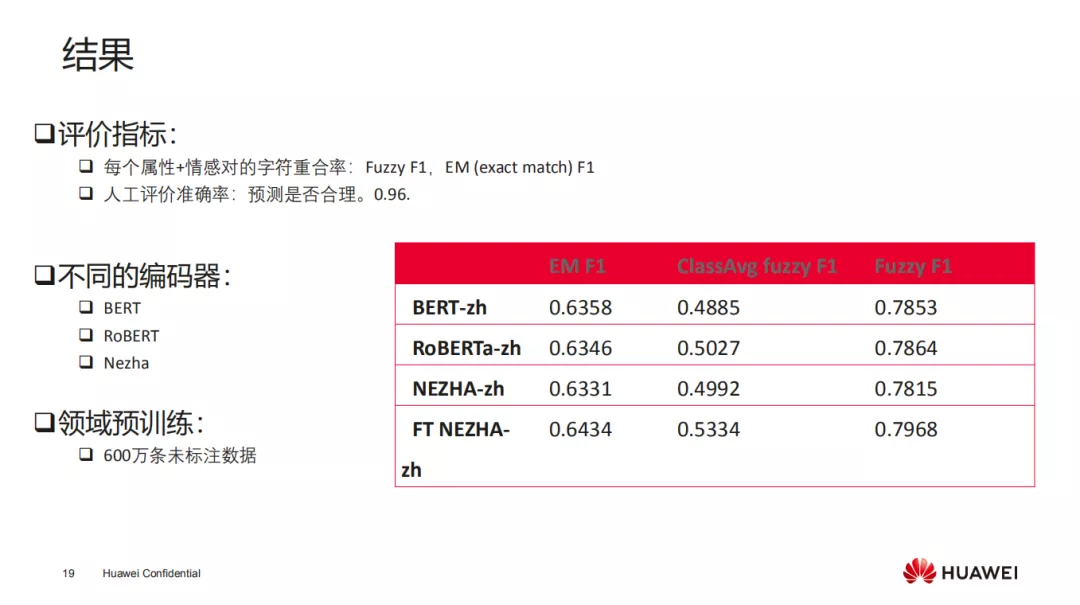 结果
评价指标：
每个属性+情感对的字符重合率：Fuzzy F1，EM (exact match) F1
人工评价准确率：预测是否合理。0.96.
不同的编码器：
BERT
RoBERT
Nezha
领域预训练：
600万条未标注数据
EM F1 ClassAvg fuzzy F1 Fuzzy F1
BERT-zh 0.6358 0.4885 0.7853
RoBERTa-zh 0.6346 0.5027 0.7864
NEZHA-zh 0.6331 0.4992 0.7815
FT NEZHA- 0.6434 0.5334 0.7968
zh
19 Huawei Confidential
HUAWEI